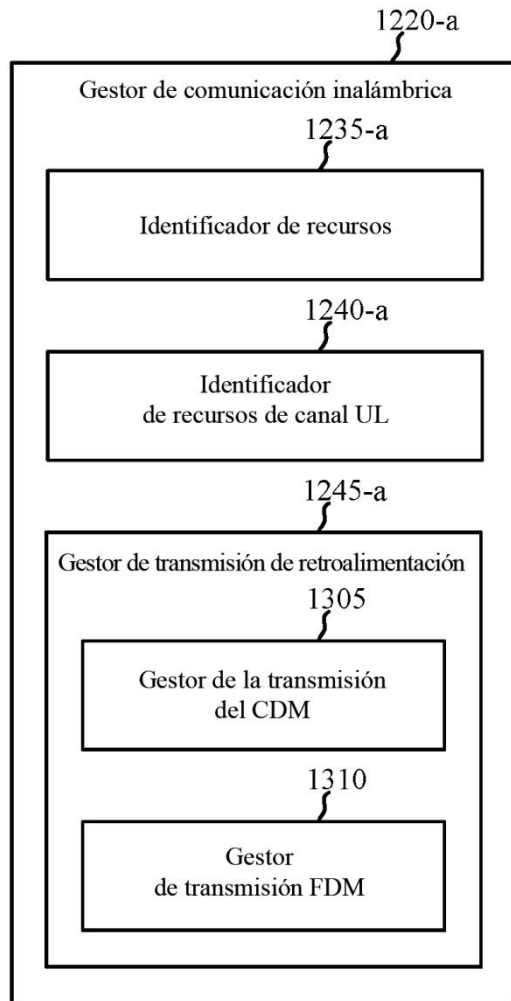 1220-a
Gestor de comunicación inalámbrica
1235-a
Identificador de recursos
1240-a
Identificador
de recursos de canal UL
1245-a
Gestor de transmisión de retroalimentación
1305
Gestor de la transmisión
del CDM
1310
Gestor
de transmisión FDM